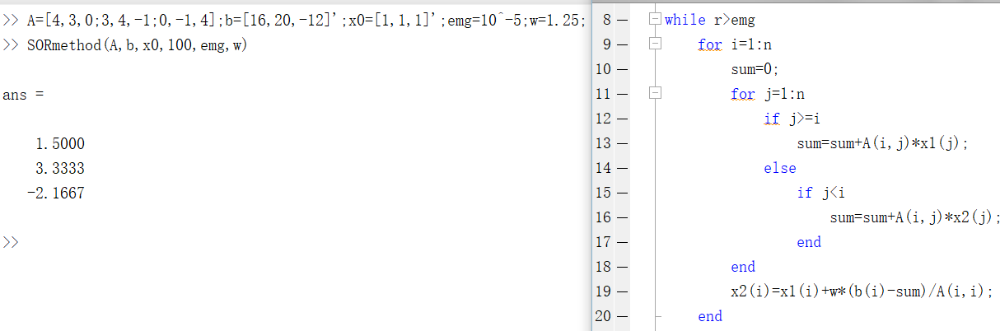 >> A=[4,3,0;3,4,-1;0,-1,4];b=[16,20,-12]';x0=[1,1,1]';emg=10^-5;w=1.25;
>> SORmethod(A,b,x0,100,emg,w)
ans =
1.5000
3.3333
-2.1667
>>
8 — while r>emg
9 — for i=1:n
10 — sum=0;
11 — for j=1:n
12 — if j>=i
13 — sum=sum+A(i,j)*x1(j);
14 — else
15 — if j<i
16 — sum=sum+A(i,j)*x2(j);
17 — end
18 — end
19 — x2(i)=x1(i)+w*(b(i)-sum)/A(i,i);
20 — end